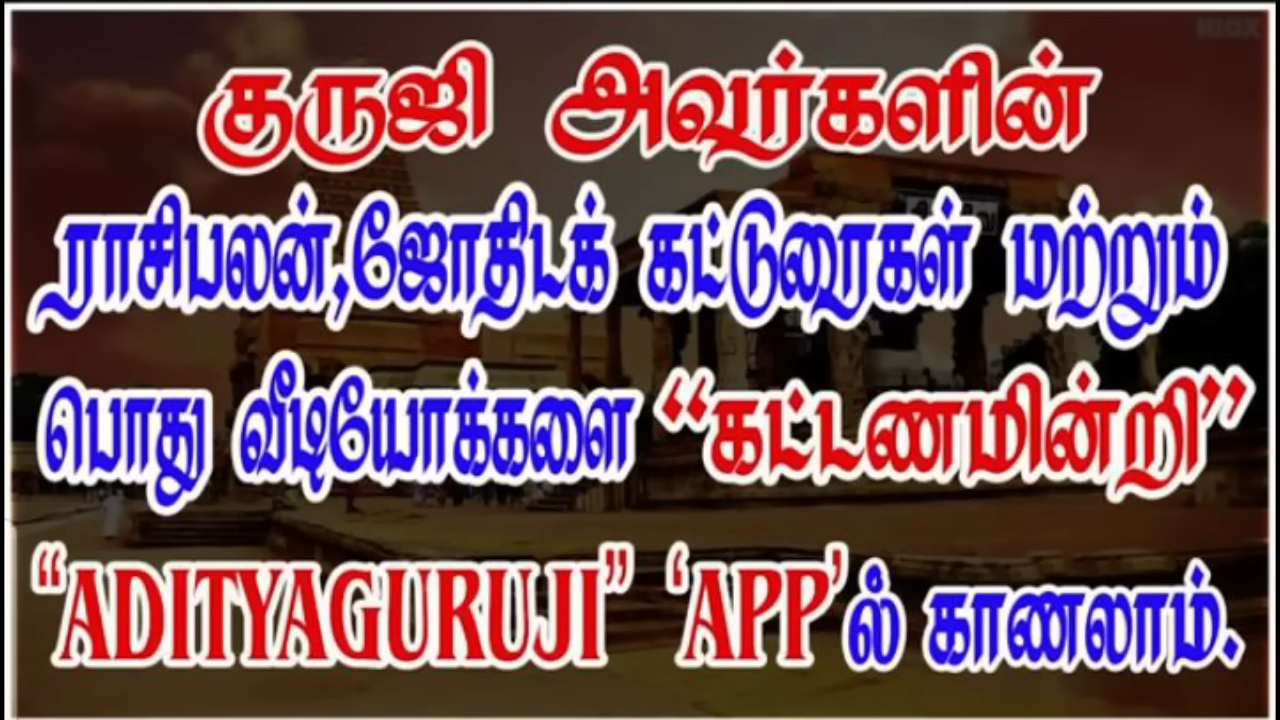 குருஜி அவர்களின்
ராசிபலன்,ஜோதிடக் கட்டுரைகள் மற்றும்
பொது வீடியோக்களை “கட்டணமின்றி”
“ADITYAGURUJI” ‘APP’ல் காணலாம்.